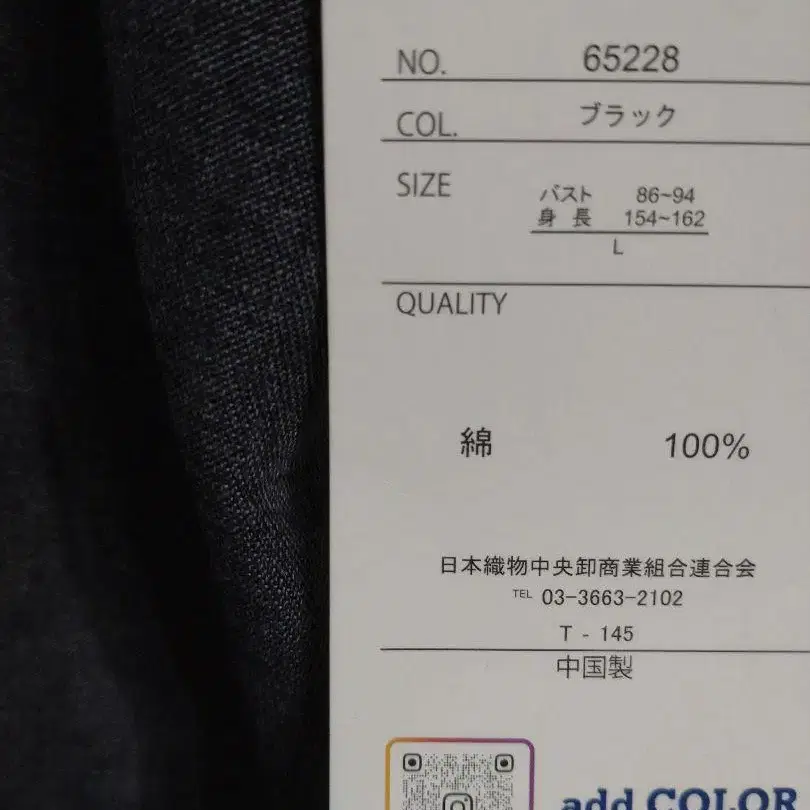 NO. 65228
COL. ブラック
SIZE
バスト 86~94
身長 154~162
L
QUALITY
綿 100%
日本織物中央卸商業組合連合会
TEL 03-3663-2102
T - 145
中国製
add COLOR